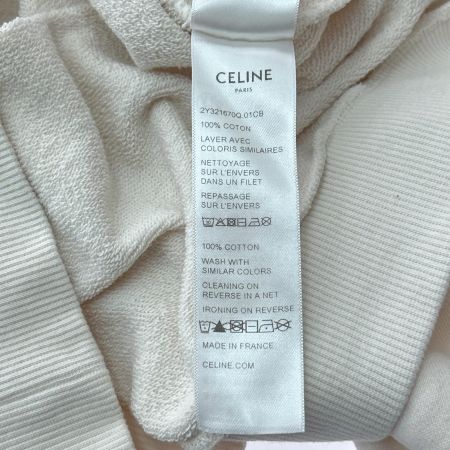 CELINE
PARIS
2Y321670Q.01CB
100% COTON
LAVER AVEC
COLORIS SIMILAIRES
NETTOYAGE
SUR L'ENVERS
DANS UN FILET
REPASSAGE
SUR L'ENVERS
100% COTTON
WASH WITH
SIMILAR COLORS
CLEANING ON
REVERSE IN A NET
IRONING ON REVERSE
MADE IN FRANCE
CELINE.COM